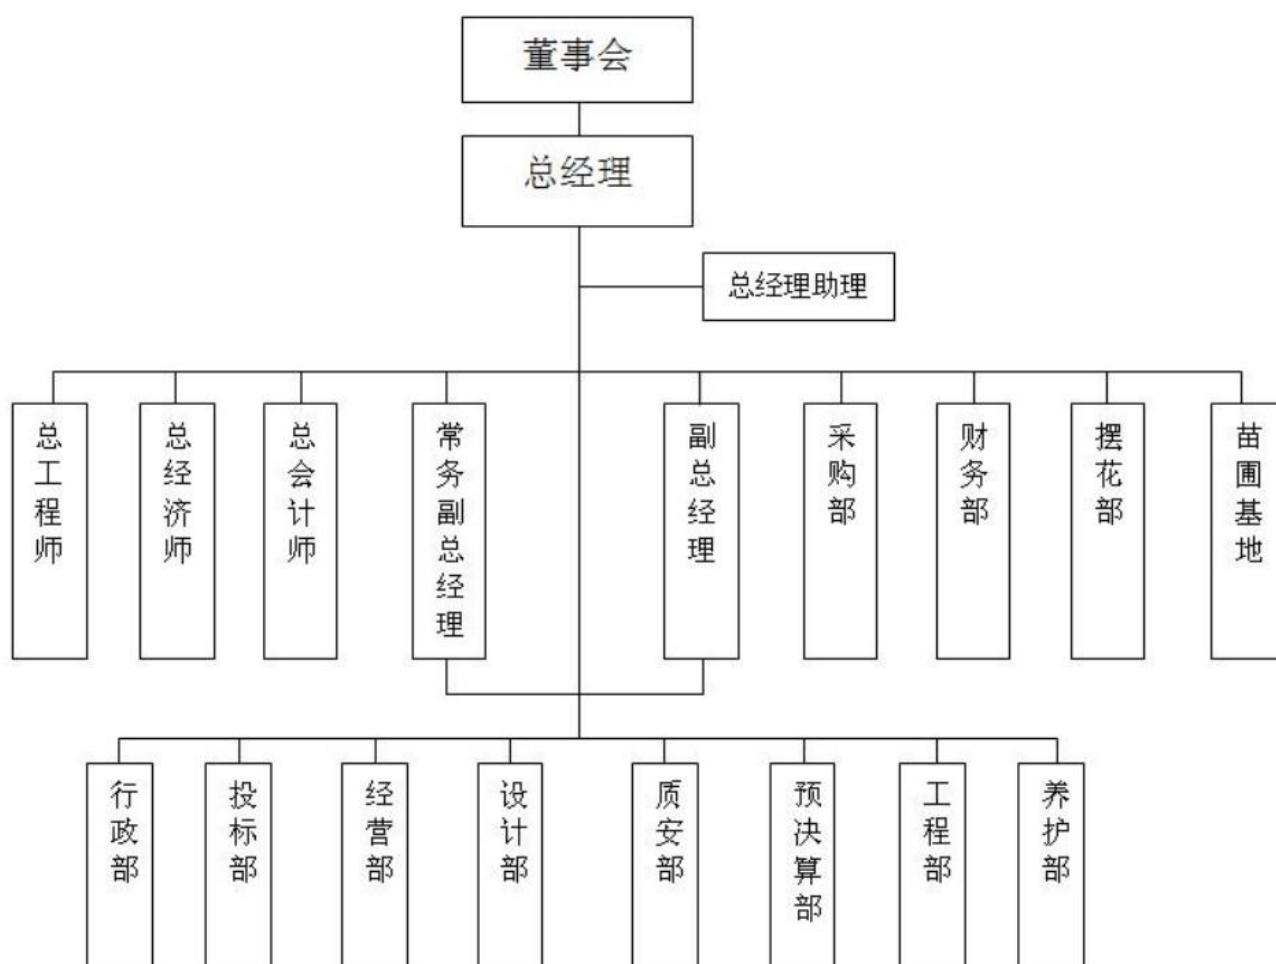 董事会
总经理
总经理助理
总工程师
总经济师
总会计师
常务副总经理
副总经理
采购部
财务部
摆花部
苗圃基地
行政部
投标部
经营部
设计部
质安部
预决算部
工程部
养护部